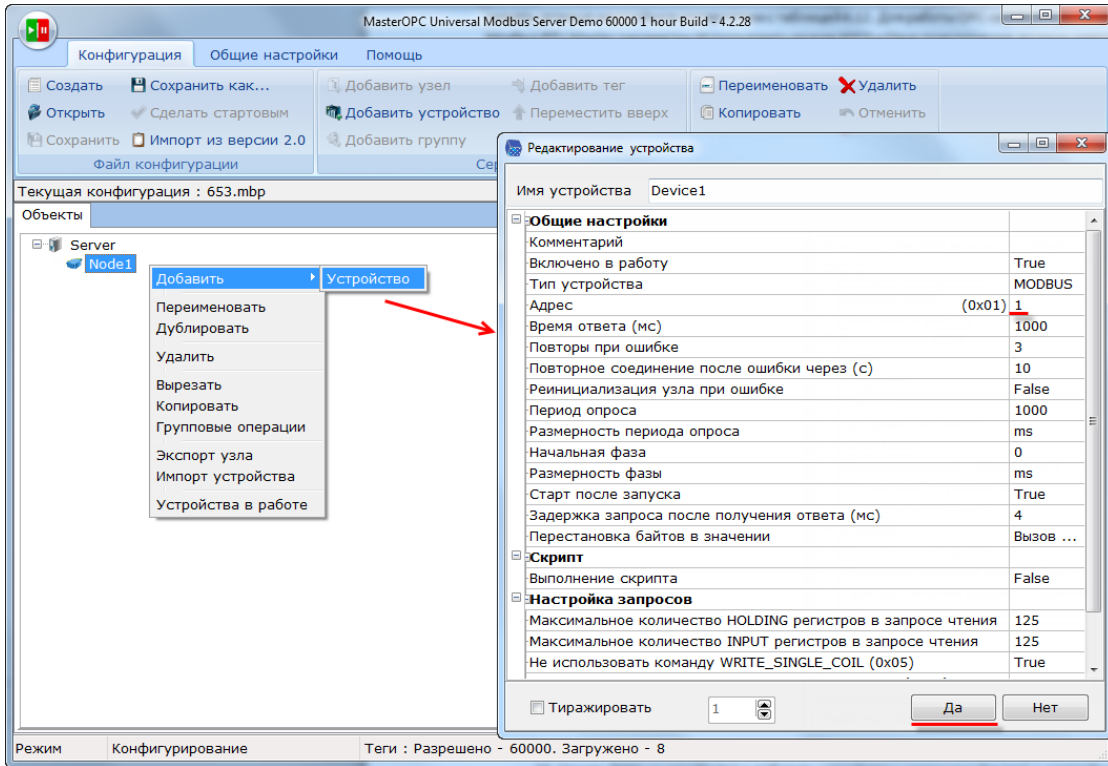 MasterOPC Universal Modbus Server Demo 60000 1 hour Build - 4.2.28
Конфигурация Общие настройки Помощь
Создать Сохранить как... Добавить узел Добавить тег Переименовать Удалить
Открыть Сделать стартовым Добавить устройство Переместить вверх Копировать Отменить
Сохранить Импорт из версии 2.0 Добавить группу
Файл конфигурации
Текущая конфигурация : 653.mbp
Объекты
Server
Node1
Добавить Устройство
Переименовать
Дублировать
Удалить
Вырезать
Копировать
Групповые операции
Экспорт узла
Импорт устройства
Устройства в работе
Редактирование устройства
Имя устройства Device1
Общие настройки
Комментарий
Включено в работу True
Тип устройства MODBUS
Адрес (0x01) 1
Время ответа (мс) 1000
Повторы при ошибке 3
Повторное соединение после ошибки через (с) 10
Реинициализация узла при ошибке False
Период опроса 1000
Размерность периода опроса ms
Начальная фаза 0
Размерность фазы ms
Старт после запуска True
Задержка запроса после получения ответа (мс) 4
Перестановка байтов в значении Вызов ...
Скрипт
Выполнение скрипта False
Настройка запросов
Максимальное количество HOLDING регистров в запросе чтения 125
Максимальное количество INPUT регистров в запросе чтения 125
Не использовать команду WRITE_SINGLE_COIL (0x05) True
Тиражировать 1 Да Нет
Режим Конфигурирование Теги : Разрешено - 60000. Загружено - 8